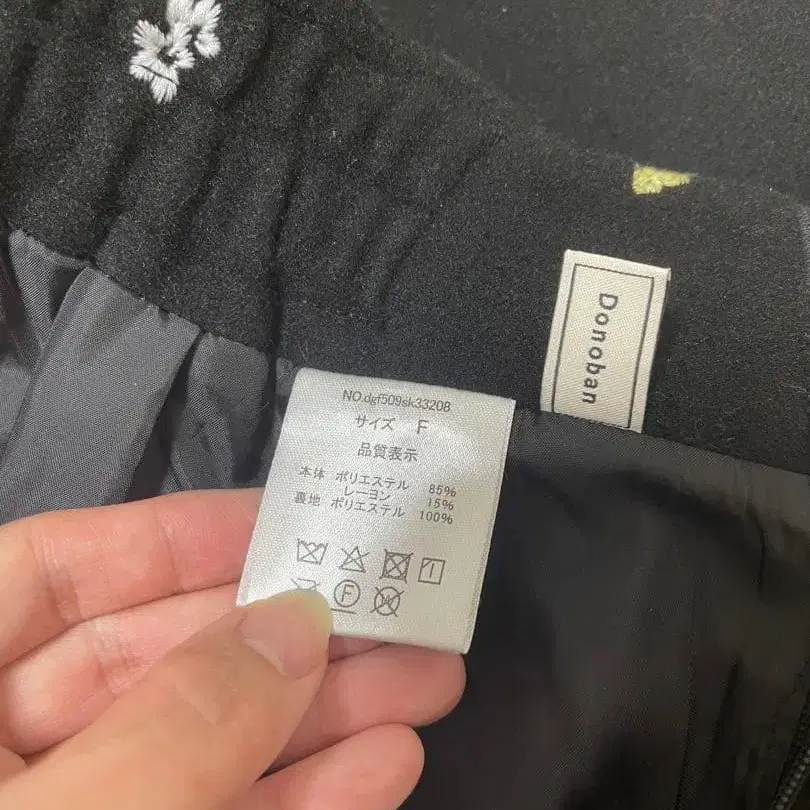 NO.dgf509sk33208
サイズ F
品質表示
本体 ポリエステル 85%
レーヨン 15%
裏地 ポリエステル 100%
F
W
Donoban